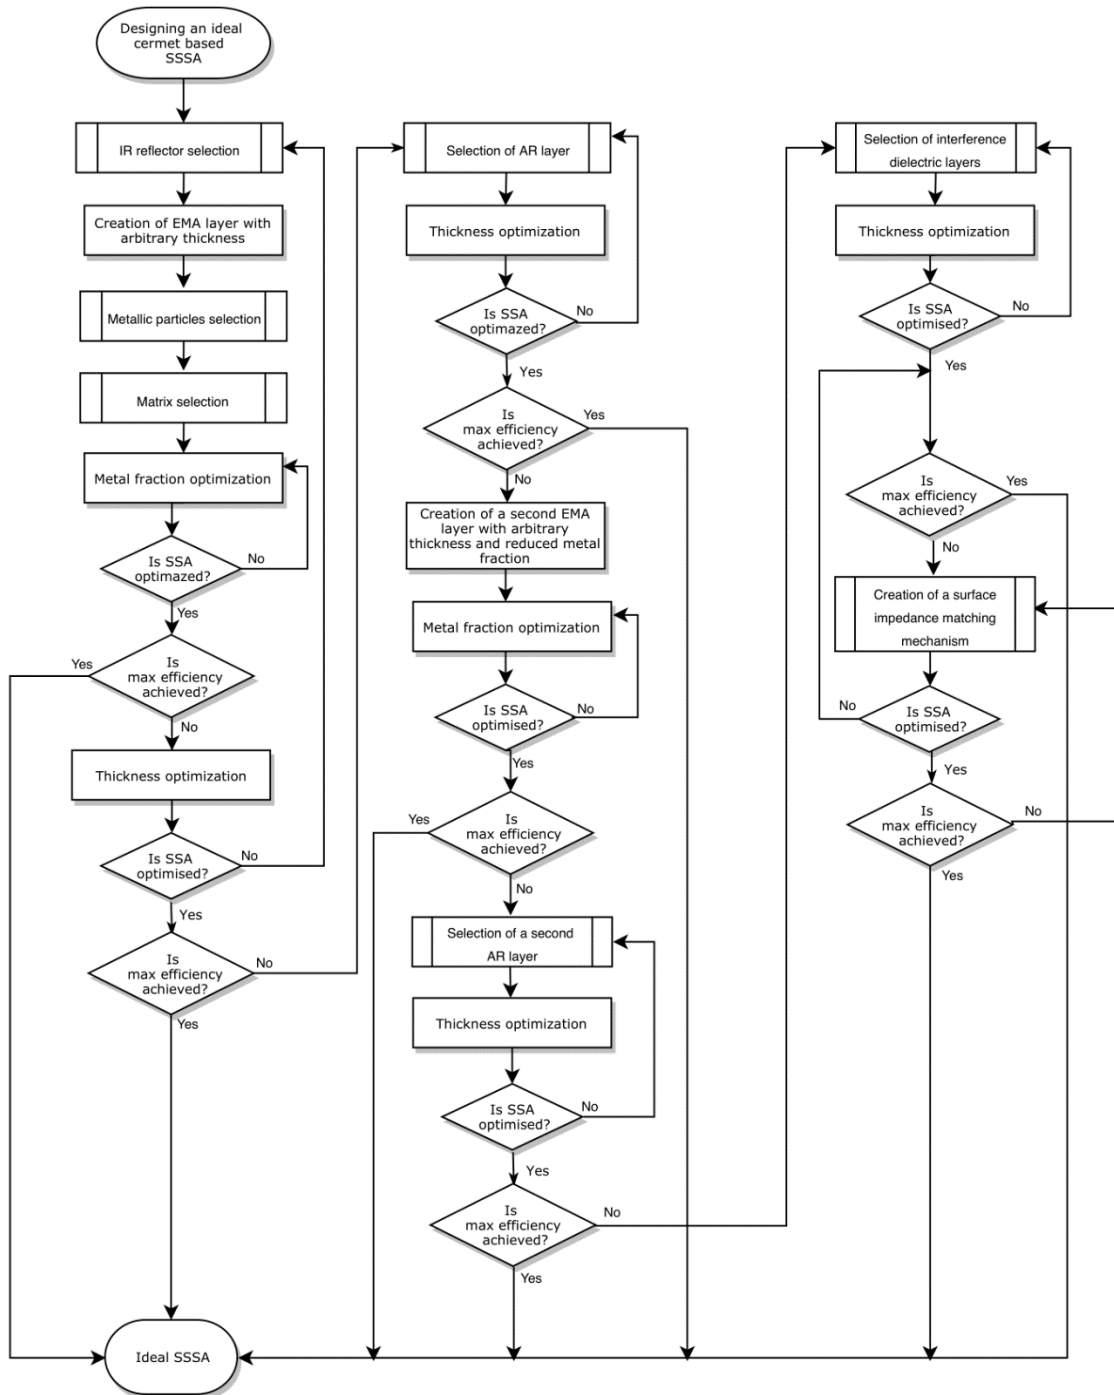 Designing an ideal
cermet based
SSSA
IR reflector selection
Creation of EMA layer with
arbitrary thickness
Metallic particles selection
Matrix selection
Metal fraction optimization
Is SSA
optimazed?
No
Yes
Yes
Is
max efficiency
achieved?
No
Thickness optimization
Is SSA
optimised?
No
Yes
Is
max efficiency
achieved?
No
Yes
Ideal SSSA
Selection of AR layer
Thickness optimization
Is SSA
optimazed?
No
Yes
Is
max efficiency
achieved?
Yes
No
Creation of a second EMA
layer with arbitrary
thickness and reduced metal
fraction
Metal fraction optimization
Is SSA
optimised?
No
Yes
Yes
Is
max efficiency
achieved?
No
Selection of a second
AR layer
Thickness optimization
Is SSA
optimised?
No
Yes
Is
max efficiency
achieved?
No
Yes
Selection of interference
dielectric layers
Thickness optimization
Is SSA
optimised?
No
Yes
Is
max efficiency
achieved?
Yes
No
Creation of a surface
impedance matching
mechanism
No
Is SSA
optimised?
Yes
Is
max efficiency
achieved?
No
Yes